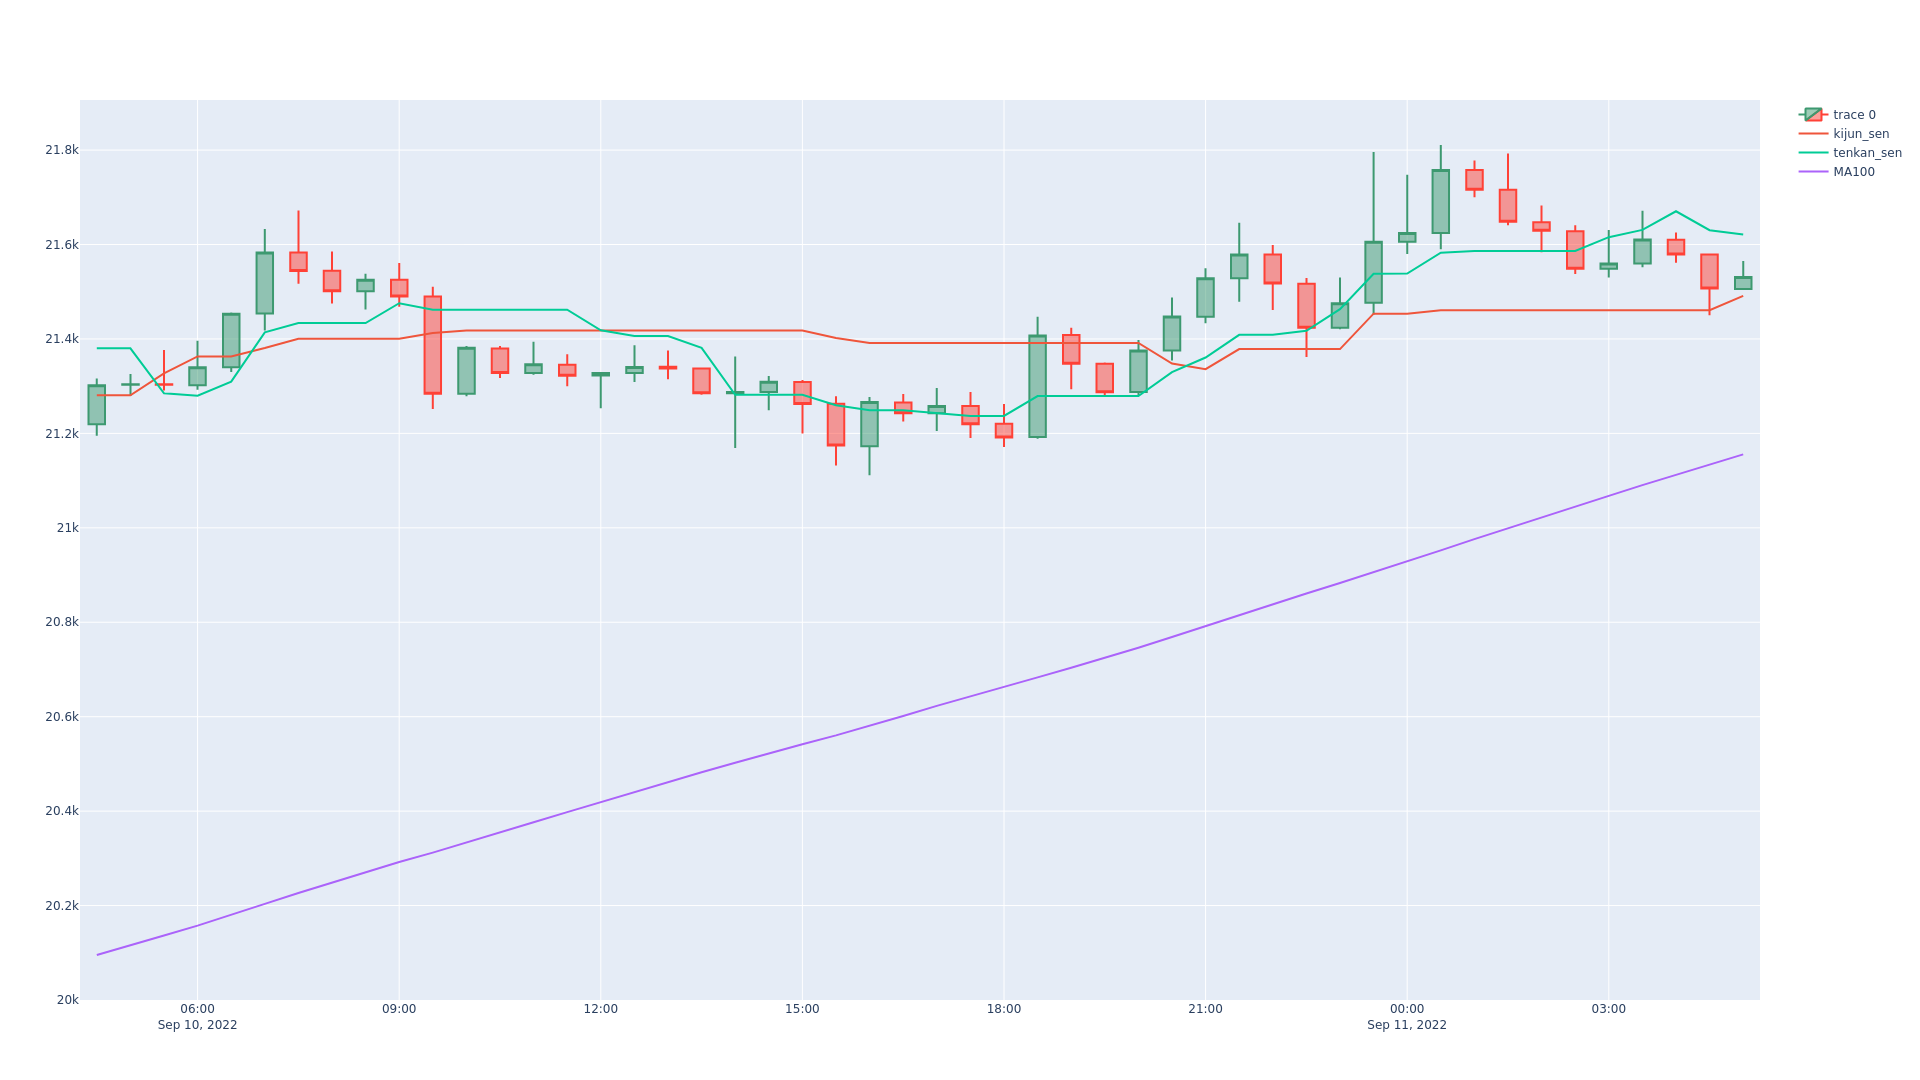 trace 0
kijun_sen
tenkan_sen
MA100
21.8k
21.6k
21.4k
21.2k
21k
20.8k
20.6k
20.4k
20.2k
20k
06:00 09:00 12:00 15:00 18:00 21:00 00:00 03:00
Sep 10, 2022 Sep 11, 2022